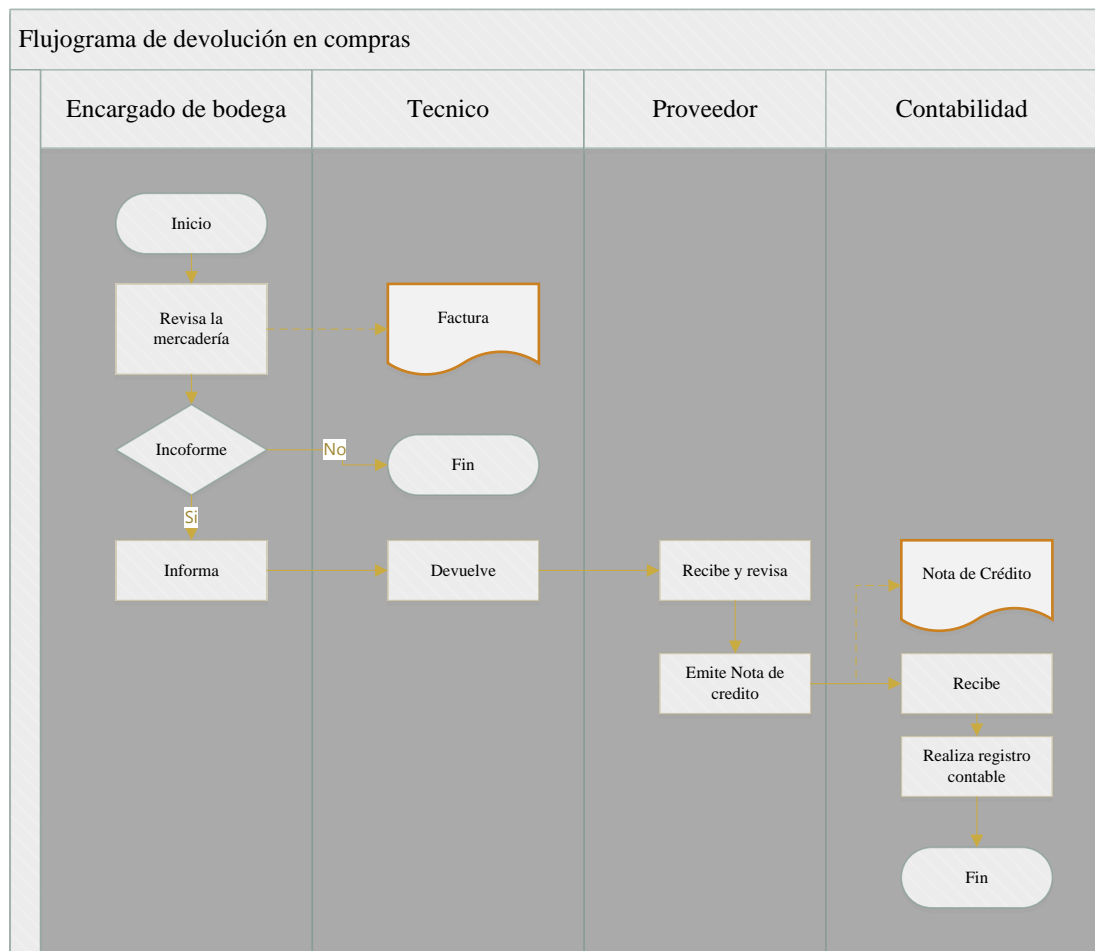 Flujograma de devolución en compras
Encargado de bodega
Tecnico
Proveedor
Contabilidad
Inicio
Revisa la
mercadería
Factura
Incoforme
No
Fin
Si
Informa
Devuelve
Recibe y revisa
Nota de Crédito
Emite Nota de
credito
Recibe
Realiza registro
contable
Fin